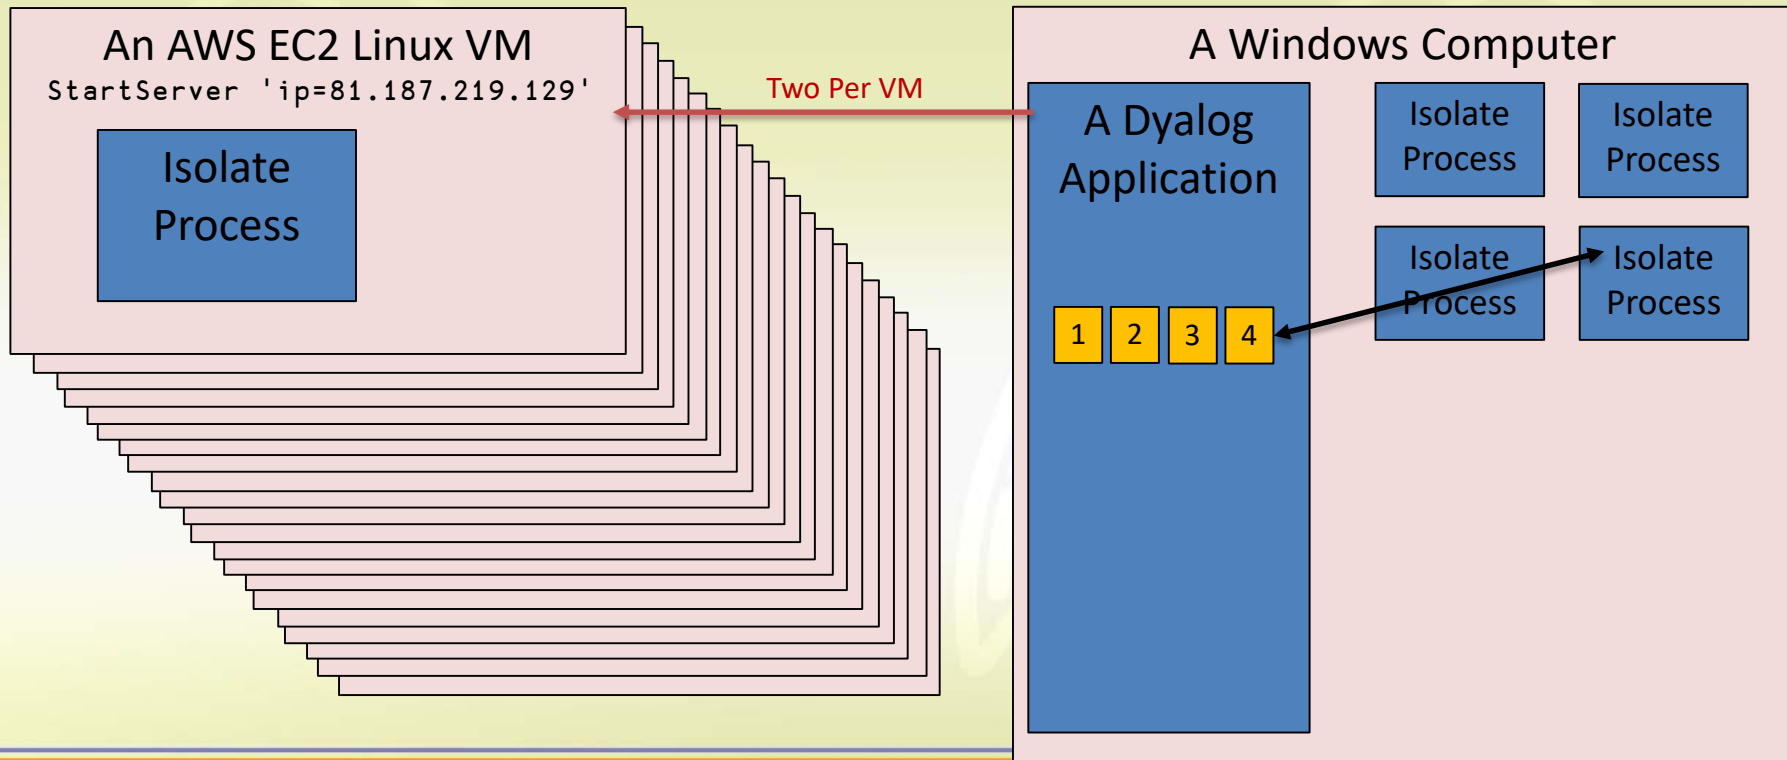 An AWS EC2 Linux VM
StartServer 'ip=81.187.219.129'
Isolate
Process
Two Per VM
A Windows Computer
A Dyalog
Application
1 2 3 4
Isolate
Process
Isolate
Process
Isolate
Process
Isolate
Process